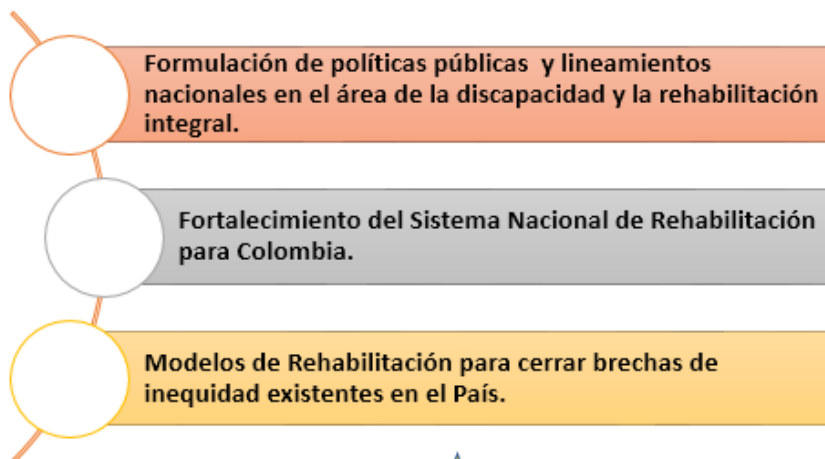 Formulación de políticas públicas y lineamientos
nacionales en el área de la discapacidad y la rehabilitación
integral.
Fortalecimiento del Sistema Nacional de Rehabilitación
para Colombia.
Modelos de Rehabilitación para cerrar brechas de
inequidad existentes en el País.